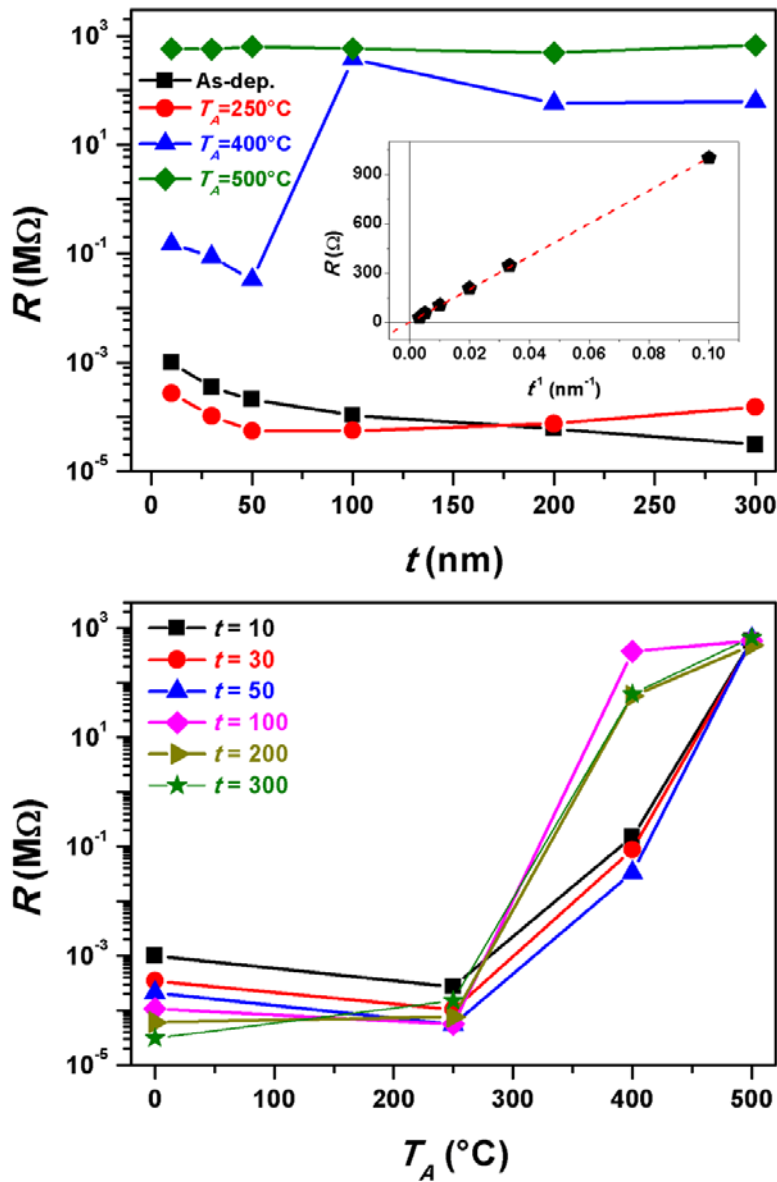 10³
10¹
10⁻¹
10⁻³
10⁻⁵
R (MΩ)
As-dep.
T_A=250°C
T_A=400°C
T_A=500°C
900
600
300
0
R (Ω)
0.00 0.02 0.04 0.06 0.08 0.10
t¹ (nm⁻¹)
0 50 100 150 200 250 300
t (nm)
10³
10¹
10⁻¹
10⁻³
10⁻⁵
R (MΩ)
t = 10
t = 30
t = 50
t = 100
t = 200
t = 300
0 100 200 300 400 500
T_A (°C)